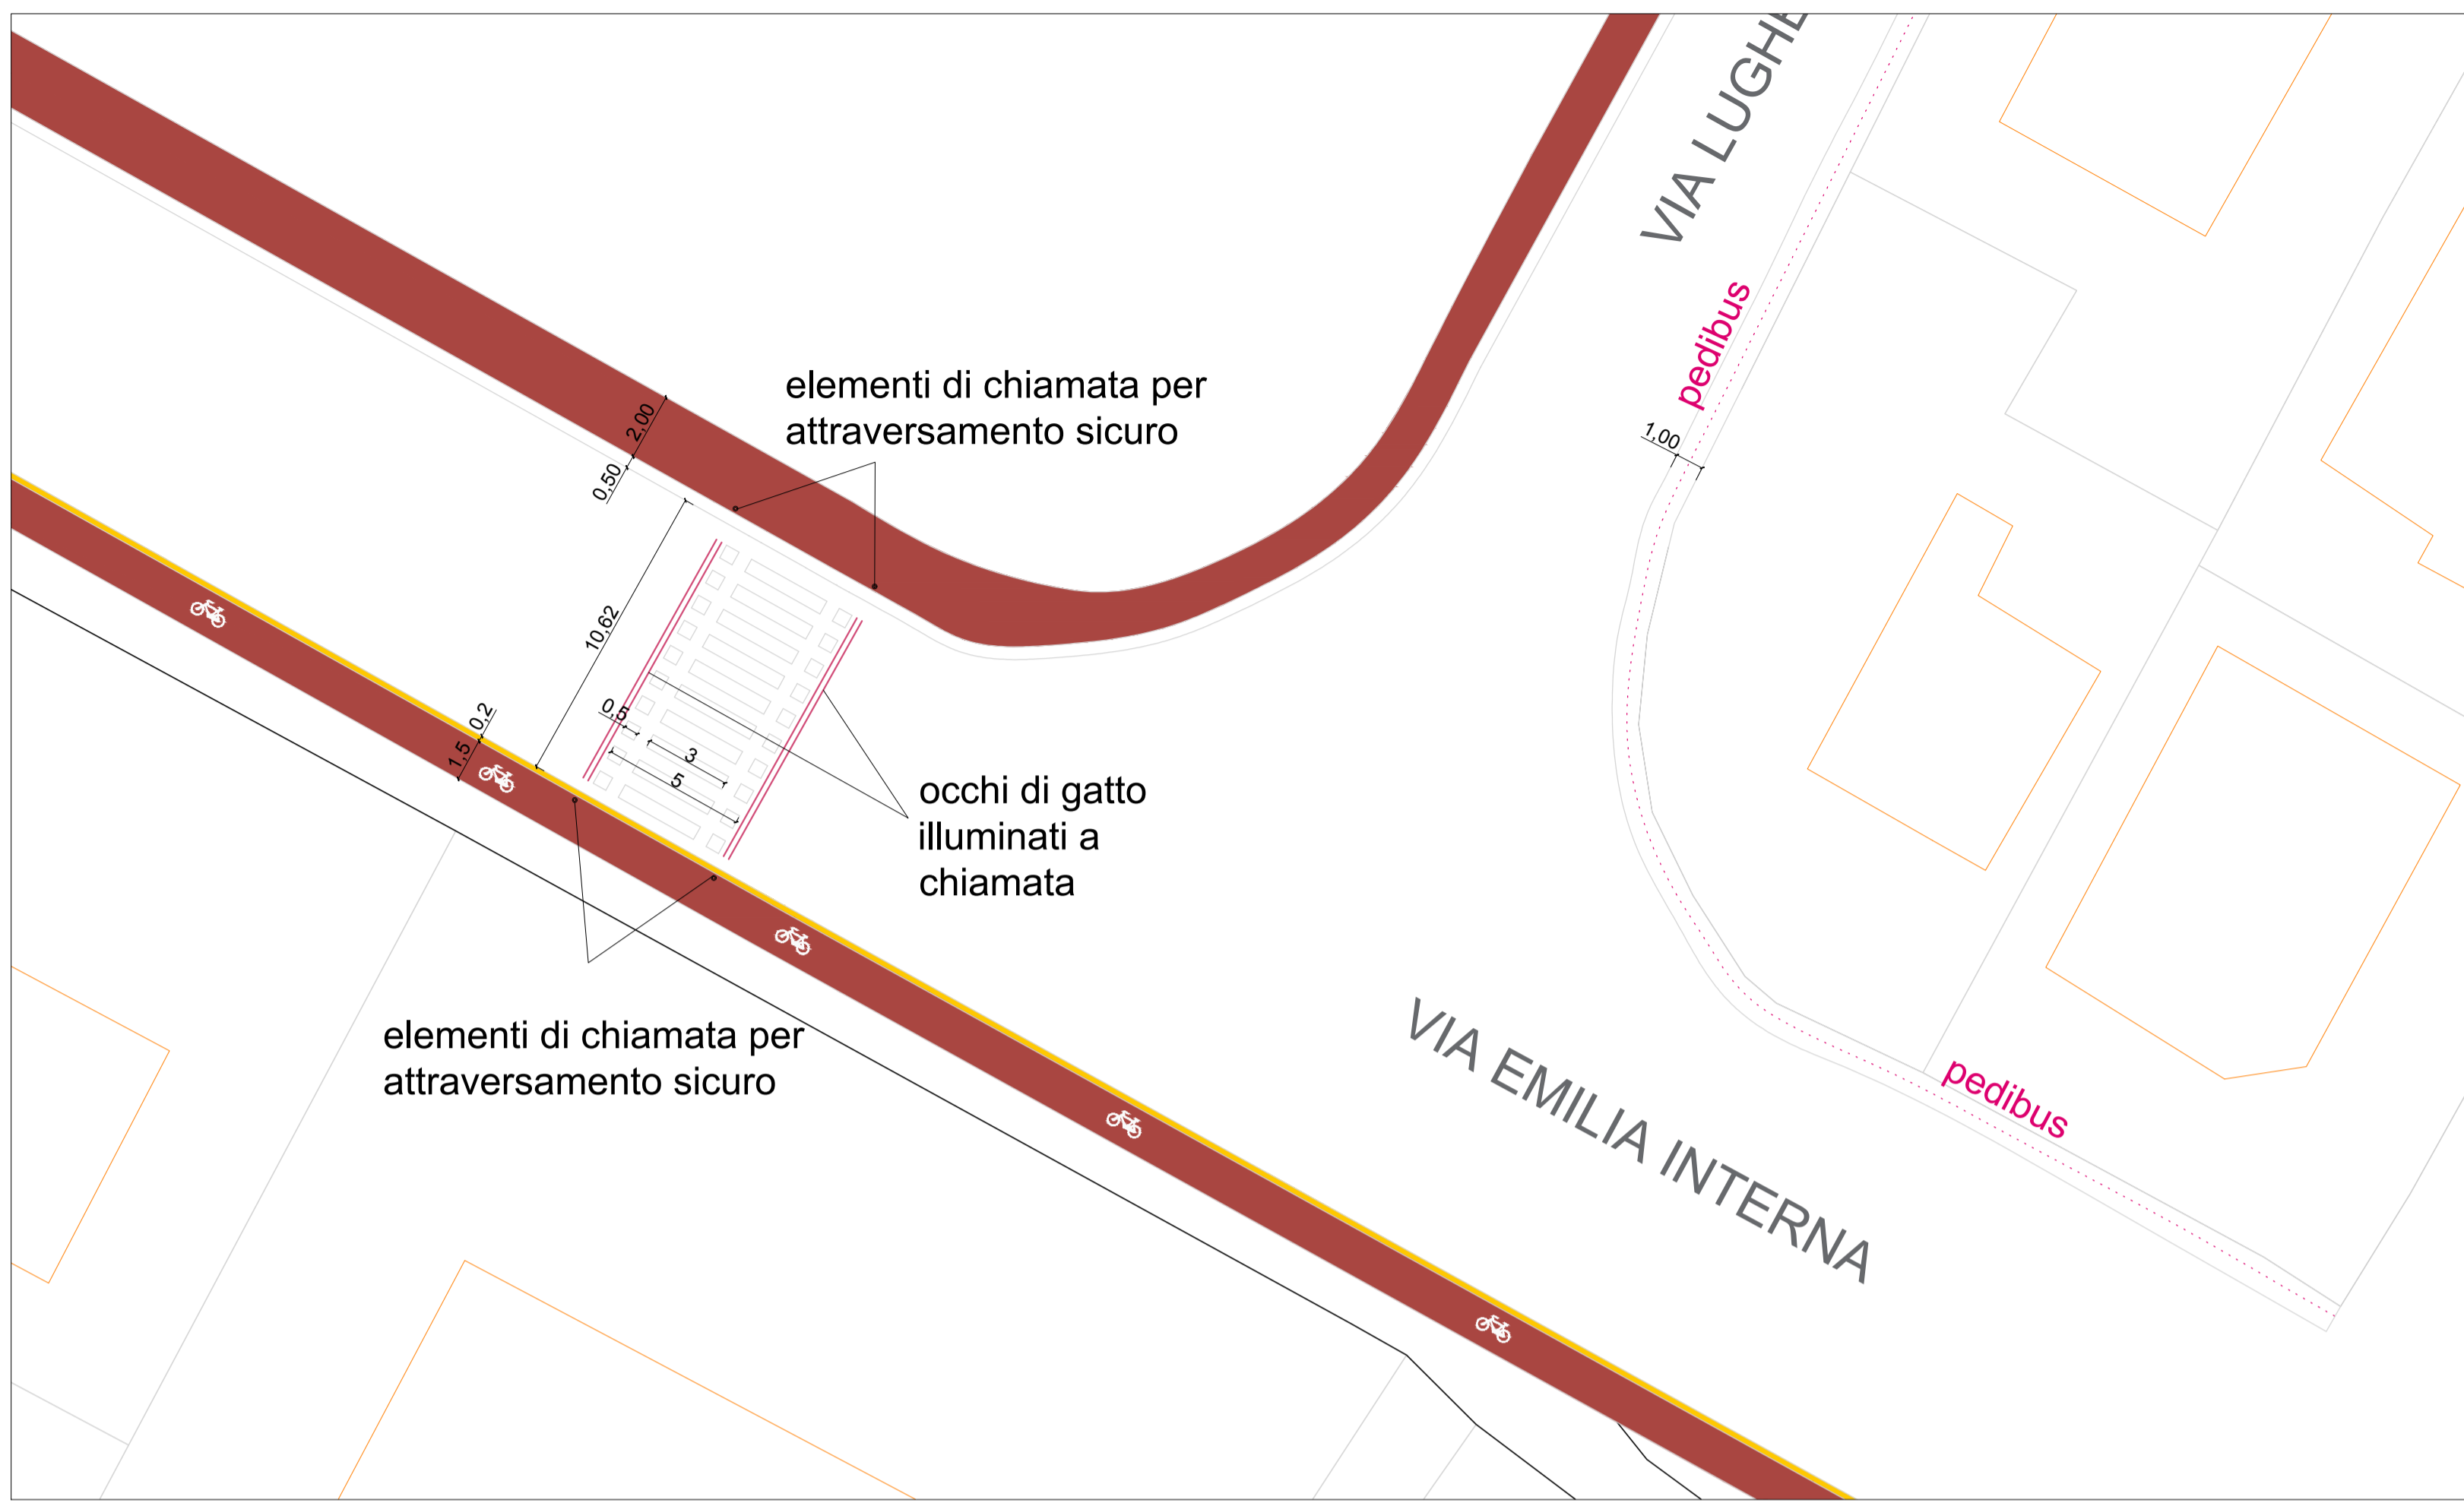 VIA LUGHE
pedibus
elementi di chiamata per
attraversamento sicuro
2,00
0,50
1,00
10,62
0,5
3
5
0,2
1,5
occhi di gatto
illuminati a
chiamata
elementi di chiamata per
attraversamento sicuro
VIA EMILIA INTERNA
pedibus